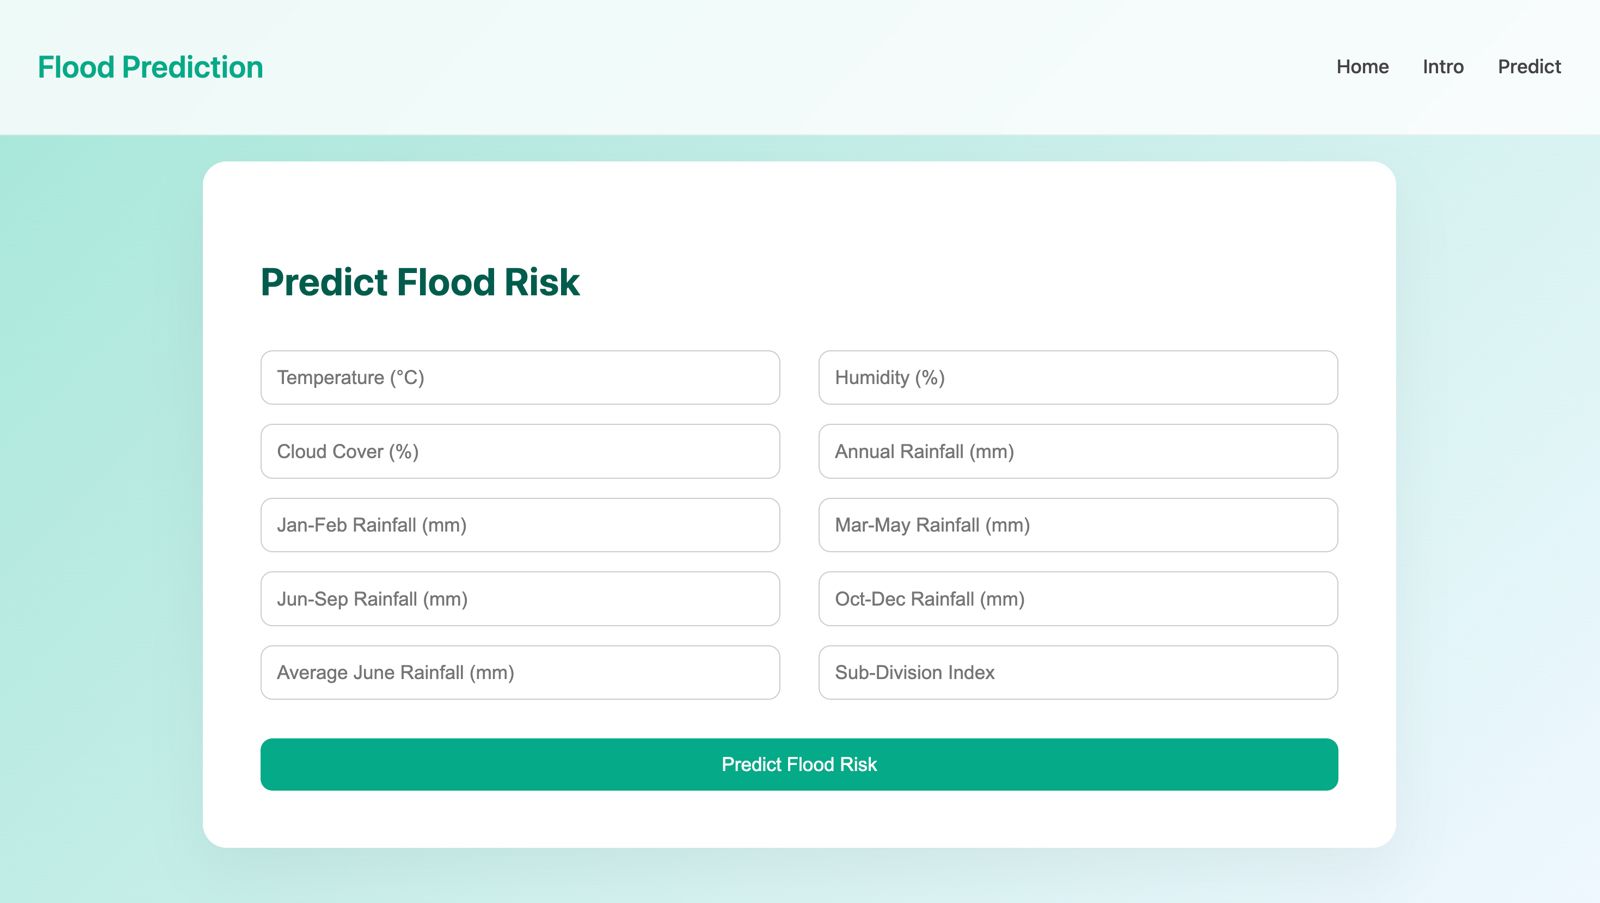 Flood Prediction
Home Intro Predict
Predict Flood Risk
Temperature (°C) Humidity (%)
Cloud Cover (%) Annual Rainfall (mm)
Jan-Feb Rainfall (mm) Mar-May Rainfall (mm)
Jun-Sep Rainfall (mm) Oct-Dec Rainfall (mm)
Average June Rainfall (mm) Sub-Division Index
Predict Flood Risk